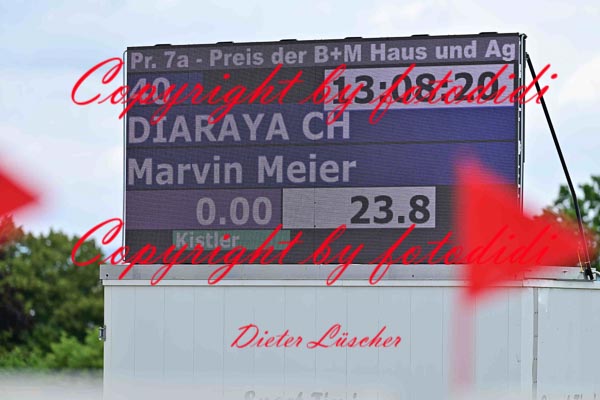 Pr. 7a - Preis der B+M Haus und Ag
40 13:08:20
Copyright by fotodidi
DIARAYA CH
Marvin Meier
0.00 23.8
Kistler
Copyright by fotodidi
Dieter Lüscher